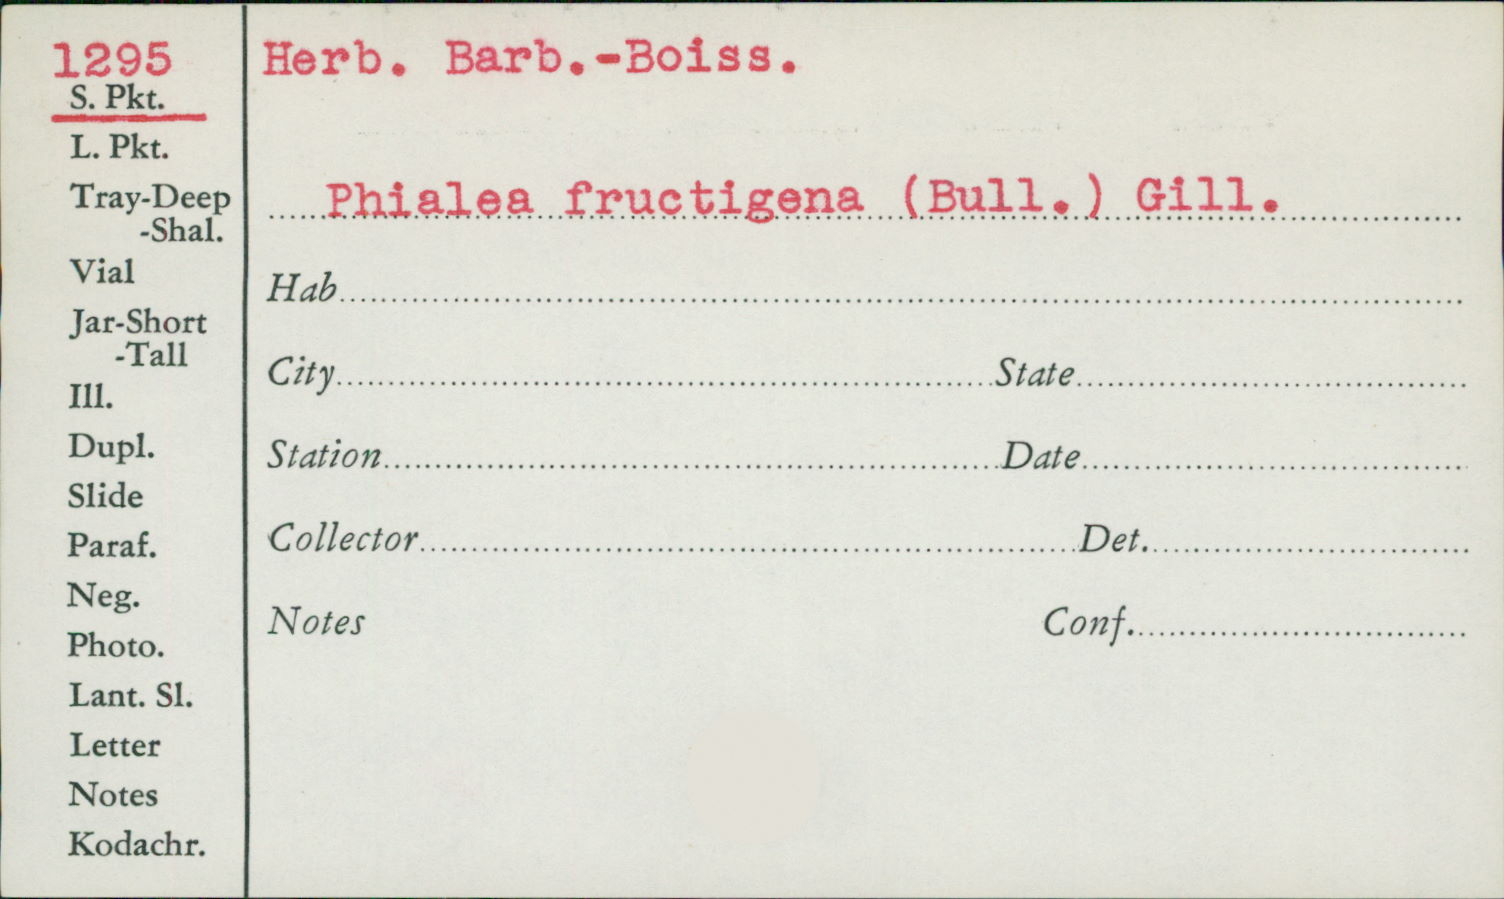 1295
S. Pkt.
L. Pkt.
Tray-Deep
-Shal.
Vial
Jar-Short
-Tall
Ill.
Dupl.
Slide
Paraf.
Neg.
Photo.
Lant. Sl.
Letter
Notes
Kodachr.
Herb. Barb.-Boiss.
Phialea fructigena (Bull.) Gill.
Hab
City State
Station Date
Collector Det.
Notes Conf.